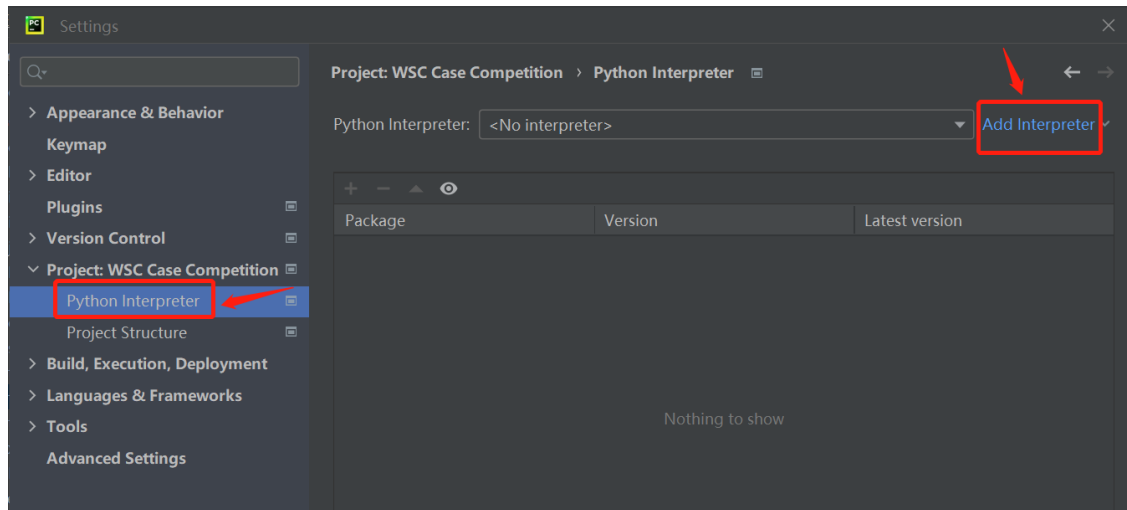 PC
Settings
Appearance & Behavior
Keymap
Editor
Plugins
Version Control
Project: WSC Case Competition
Python Interpreter
Project Structure
Build, Execution, Deployment
Languages & Frameworks
Tools
Advanced Settings
Project: WSC Case Competition › Python Interpreter
Python Interpreter: <No interpreter> Add Interpreter
Package Version Latest version
Nothing to show